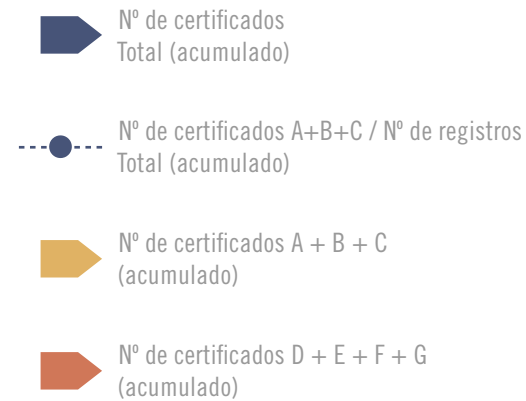 Nº de certificados
Total (acumulado)
Nº de certificados A+B+C / Nº de registros
Total (acumulado)
Nº de certificados A + B + C
(acumulado)
Nº de certificados D + E + F + G
(acumulado)